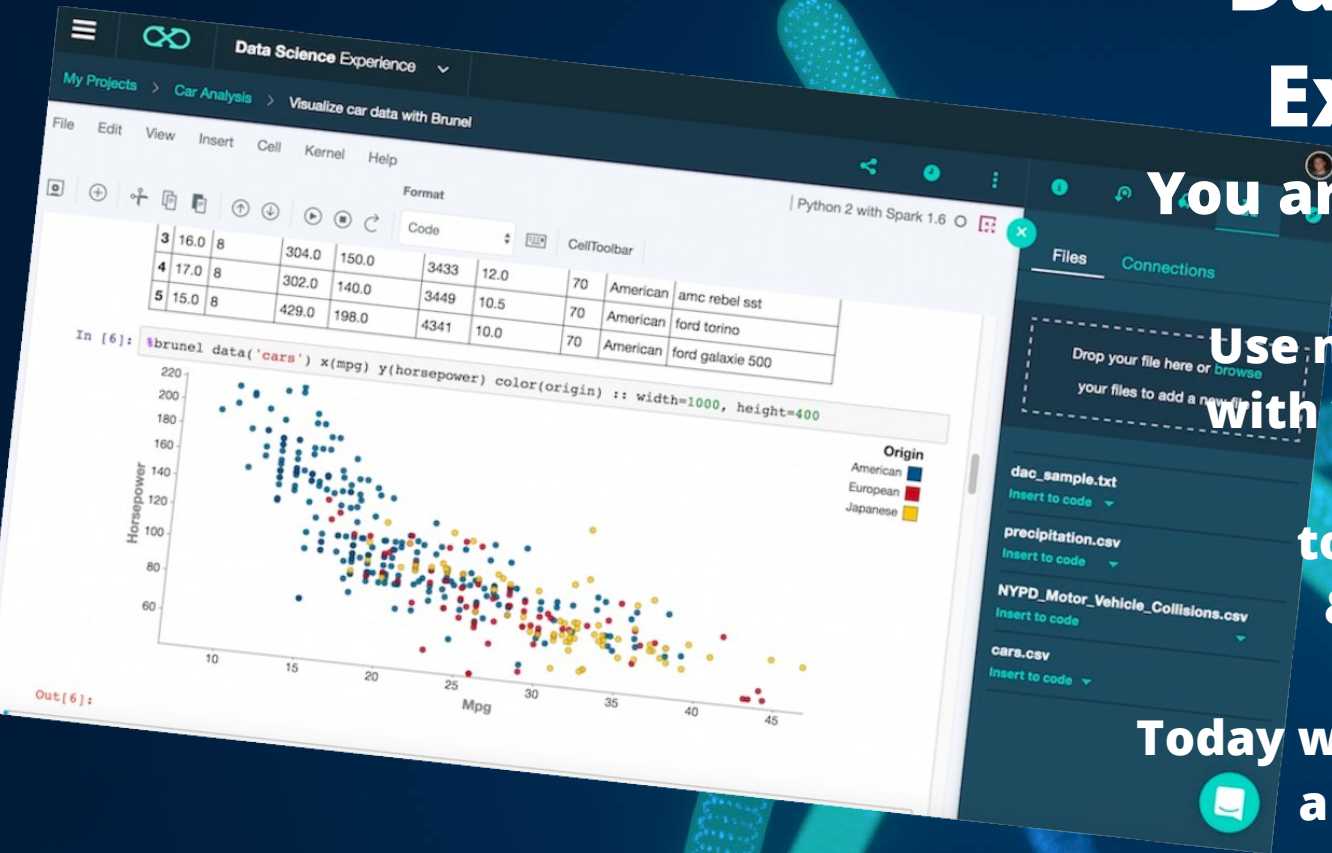 Data Science Experience
My Projects > Car Analysis > Visualize car data with Brunel
File Edit View Insert Cell Kernel Help
Format
| Python 2 with Spark 1.6
Code
CellToolbar
3 16.0 8 304.0 150.0 3433 12.0 70 American amc rebel sst
4 17.0 8 302.0 140.0 3449 10.5 70 American ford torino
5 15.0 8 429.0 198.0 4341 10.0 70 American ford galaxie 500
In [6]: %brunel data('cars') x(mpg) y(horsepower) color(origin) :: width=1000, height=400
220
200
180
160
140
120
100
80
60
Horsepower
10 15 20 25 30 35 40 45
Mpg
Origin
American
European
Japanese
Out[6]:
Files Connections
Drop your file here or browse
your files to add a new
dac_sample.txt
Insert to code
precipitation.csv
Insert to code
NYPD_Motor_Vehicle_Collisions.csv
Insert to code
cars.csv
Insert to code
Ex
You ar
Use
with
to
&
Today w
a